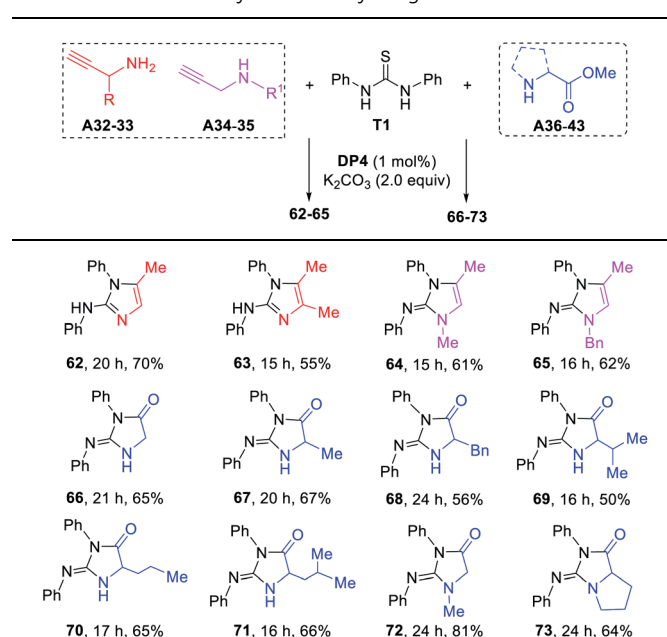 NH₂
R
A32-33
H
N
R¹
A34-35
+
S
Ph
N
H
N
H
Ph
T1
+
N
H
OMe
O
A36-43
DP4 (1 mol%)
K₂CO₃ (2.0 equiv)
62-65
66-73
Ph
N
Me
HN
N
Ph
62, 20 h, 70%
Ph
N
Me
HN
N
Me
Ph
63, 15 h, 55%
Ph
N
Me
N
N
Ph
Me
64, 15 h, 61%
Ph
N
Me
N
N
Ph
Bn
65, 16 h, 62%
Ph
O
N
N
N
H
Ph
66, 21 h, 65%
Ph
O
N
N
N
H
Me
Ph
67, 20 h, 67%
Ph
O
N
N
N
H
Bn
Ph
68, 24 h, 56%
Ph
O
N
Me
N
N
H
Me
Ph
69, 16 h, 50%
Ph
O
N
N
N
H
Me
Ph
70, 17 h, 65%
Ph
O
N
Me
N
N
H
Me
Ph
71, 16 h, 66%
Ph
O
N
N
N
Ph
Me
72, 24 h, 81%
Ph
O
N
N
N
Ph
73, 24 h, 64%